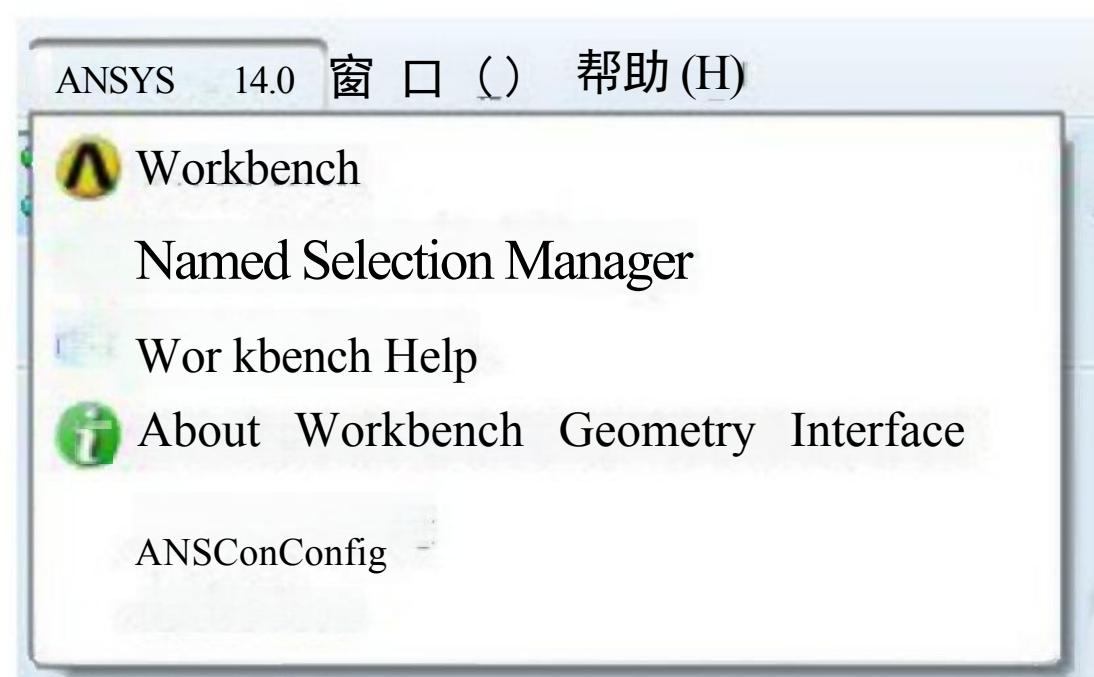 ANSYS 14.0 窗口() 帮助(H)
Workbench
Named Selection Manager
Wor kbench Help
About Workbench Geometry Interface
ANSConConfig